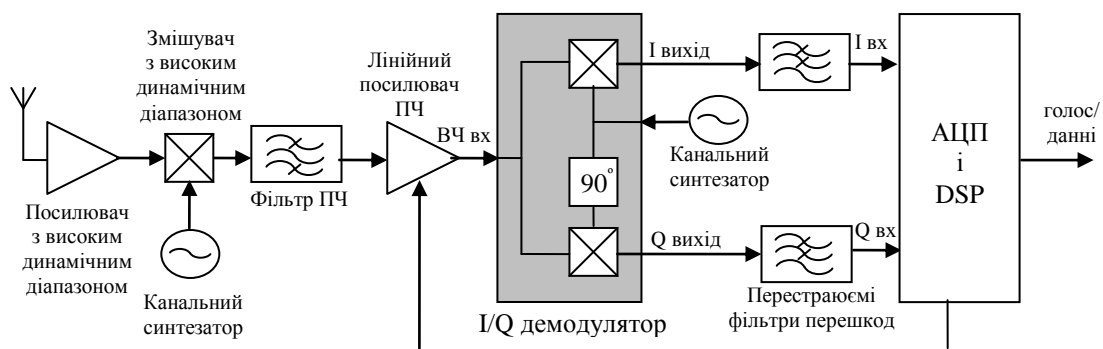 Змішувач
з високим
динамічним
діапазоном
Лінійний
посилювач
ПЧ
ВЧ вх
I вихід
I вх
голос/
данні
АЦП
і
DSP
Канальний
синтезатор
90°
Фільтр ПЧ
Посилювач
з високим
динамічним
діапазоном
Канальний
синтезатор
Q вихід
Q вх
Перестраюємі
фільтри перешкод
I/Q демодулятор